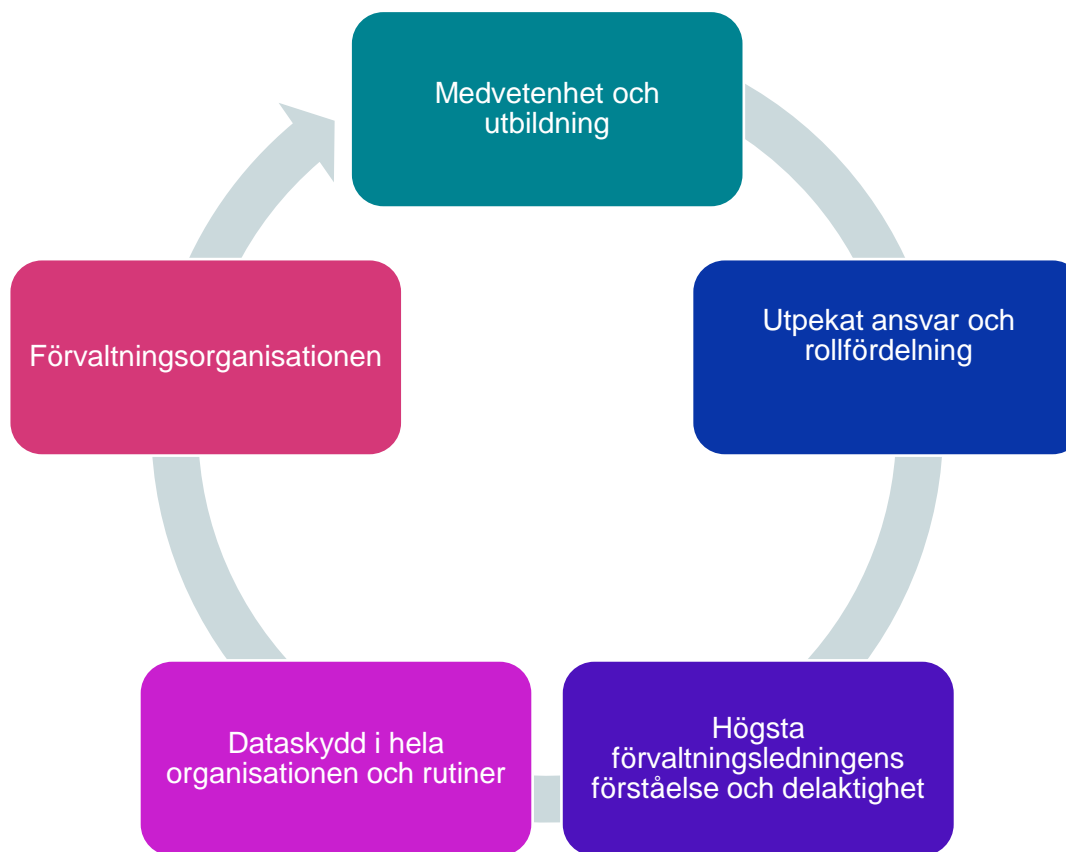 Medvetenhet och
utbildning
Utpekat ansvar och
rollfördelning
Högsta
förvaltningsledningens
förståelse och delaktighet
Dataskydd i hela
organisationen och rutiner
Förvaltningsorganisationen